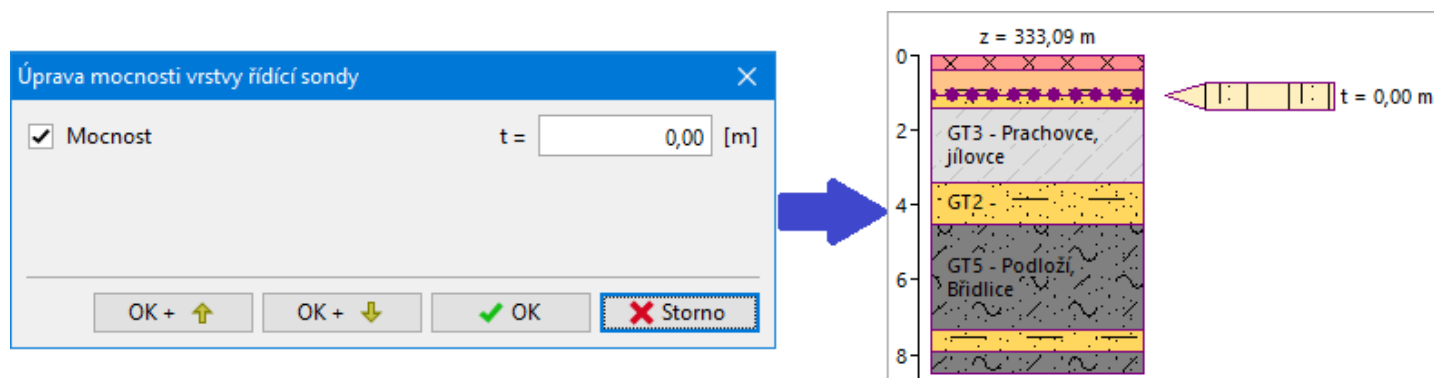 Úprava mocnosti vrstvy řídící sondy
Mocnost
t =
0,00
[m]
OK +
OK +
OK
Storno
z = 333,09 m
0
t = 0,00 m
2
GT3 - Prachovce,
jílovce
4
GT2 -
GT5 - Podloží,
6
Břidlice
8